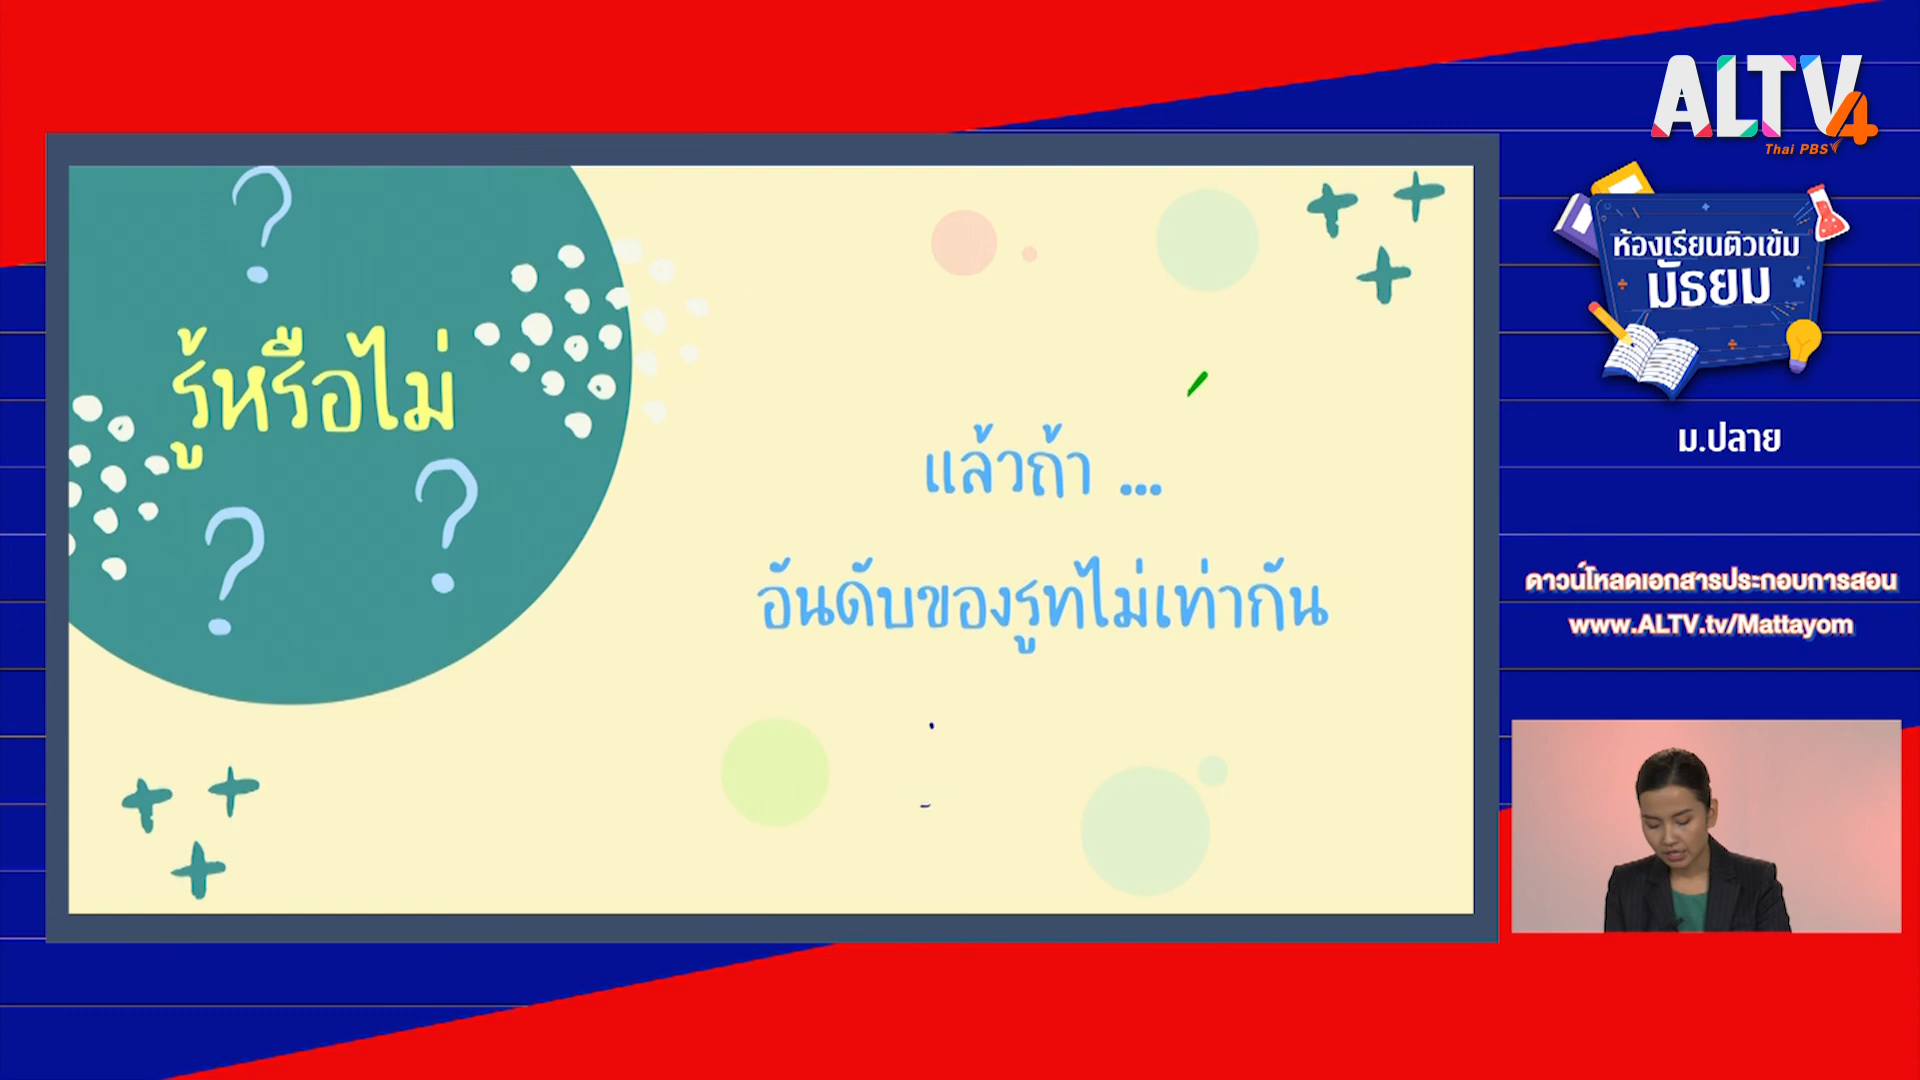 ALTV4
Thai PBS
ห้องเรียนติวเข้ม
มัธยม
ม.ปลาย
รู้หรือไม่
?
?
?
แล้วถ้า ...
อันดับของรูทไม่เท่ากัน
ดาวน์โหลดเอกสารประกอบการสอน
www.ALTV.tv/Mattayom